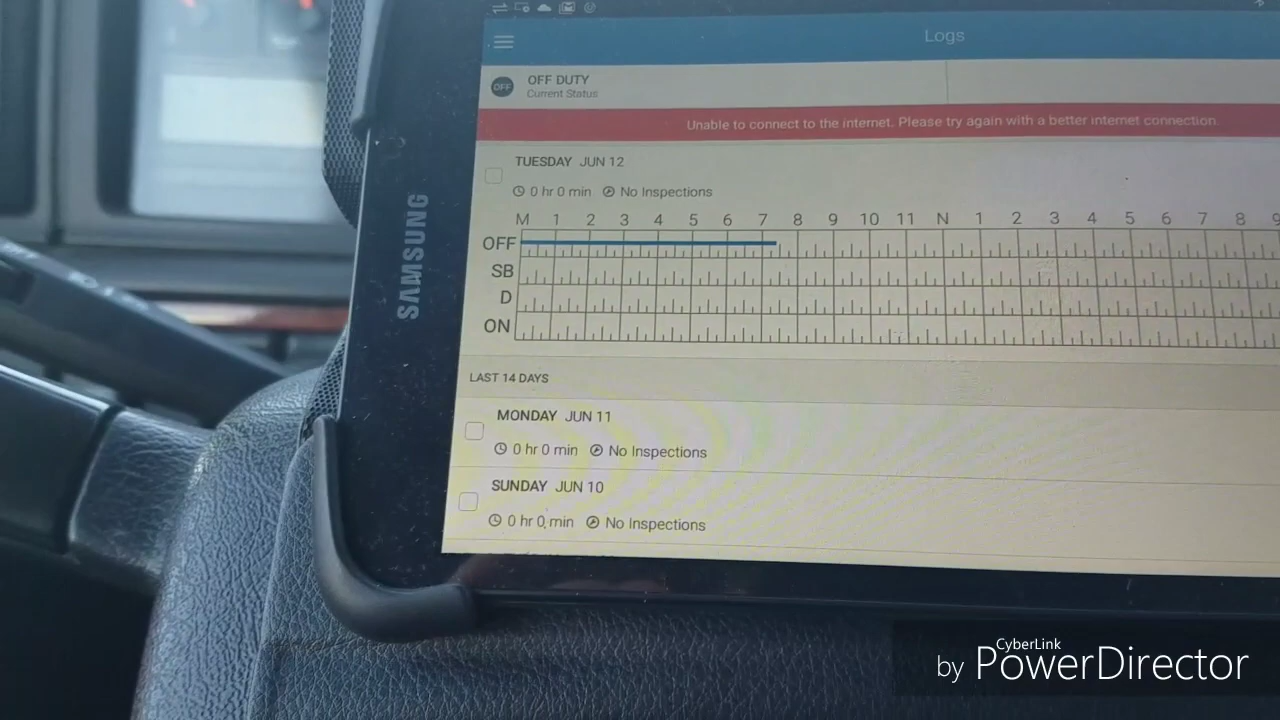 Logs
OFF
OFF DUTY
Current Status
Unable to connect to the internet. Please try again with a better internet connection.
TUESDAY JUN 12
0 hr 0 min No Inspections
M 1 2 3 4 5 6 7 8 9 10 11 N 1 2 3 4 5 6 7 8 9
OFF
SB
D
ON
LAST 14 DAYS
MONDAY JUN 11
0 hr 0 min No Inspections
SUNDAY JUN 10
0 hr 0 min No Inspections
SAMSUNG
CyberLink
by PowerDirector